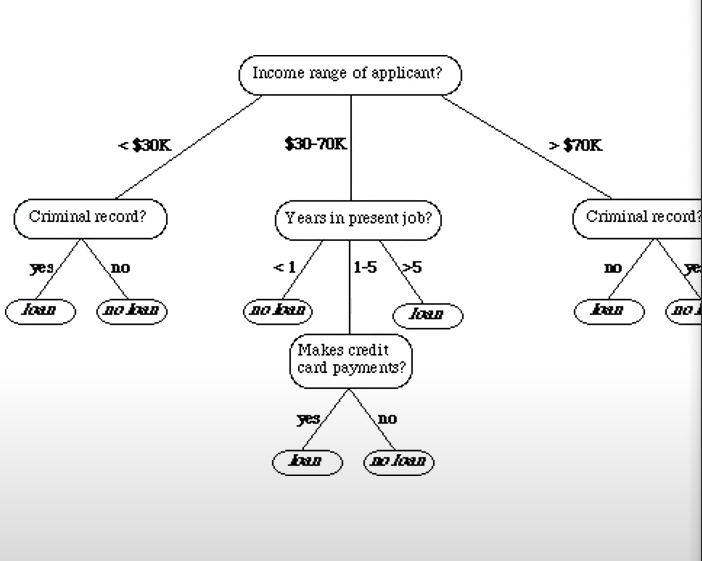 Income range of applicant?
< $30K
$30-70K
> $70K
Criminal record?
Years in present job?
Criminal record?
yes
no
< 1
1-5
>5
no
loan
no loan
no loan
loan
loan
no
Makes credit
card payments?
yes
no
loan
no loan